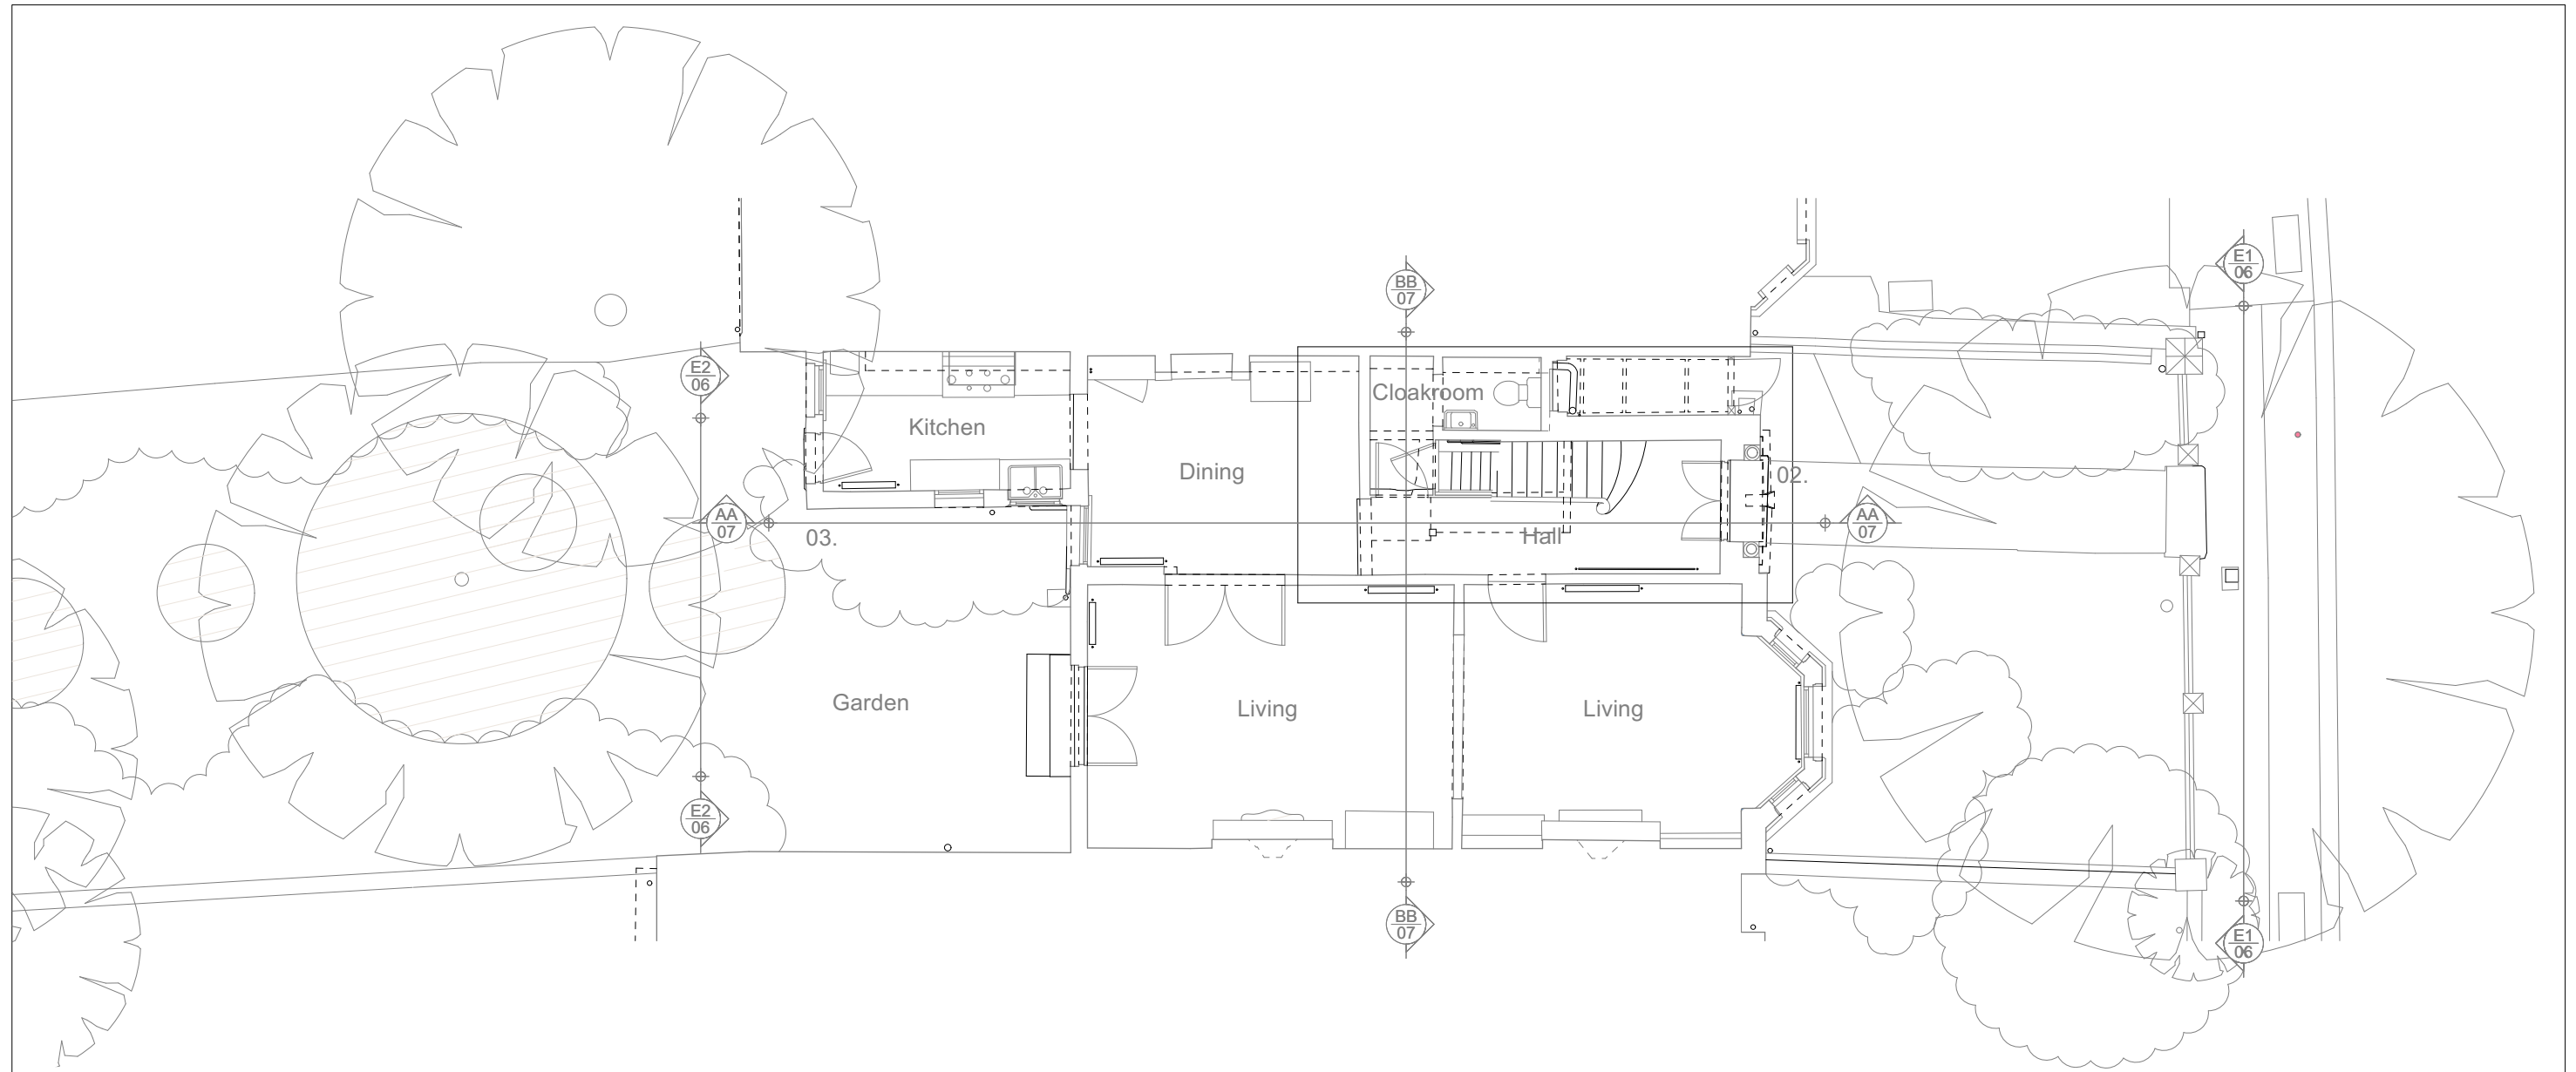 E1
06
BB
07
E2
06
Cloakroom
Kitchen
Dining
02.
AA
07
AA
07
03.
Hall
Garden
Living
Living
E2
06
BB
07
E1
06